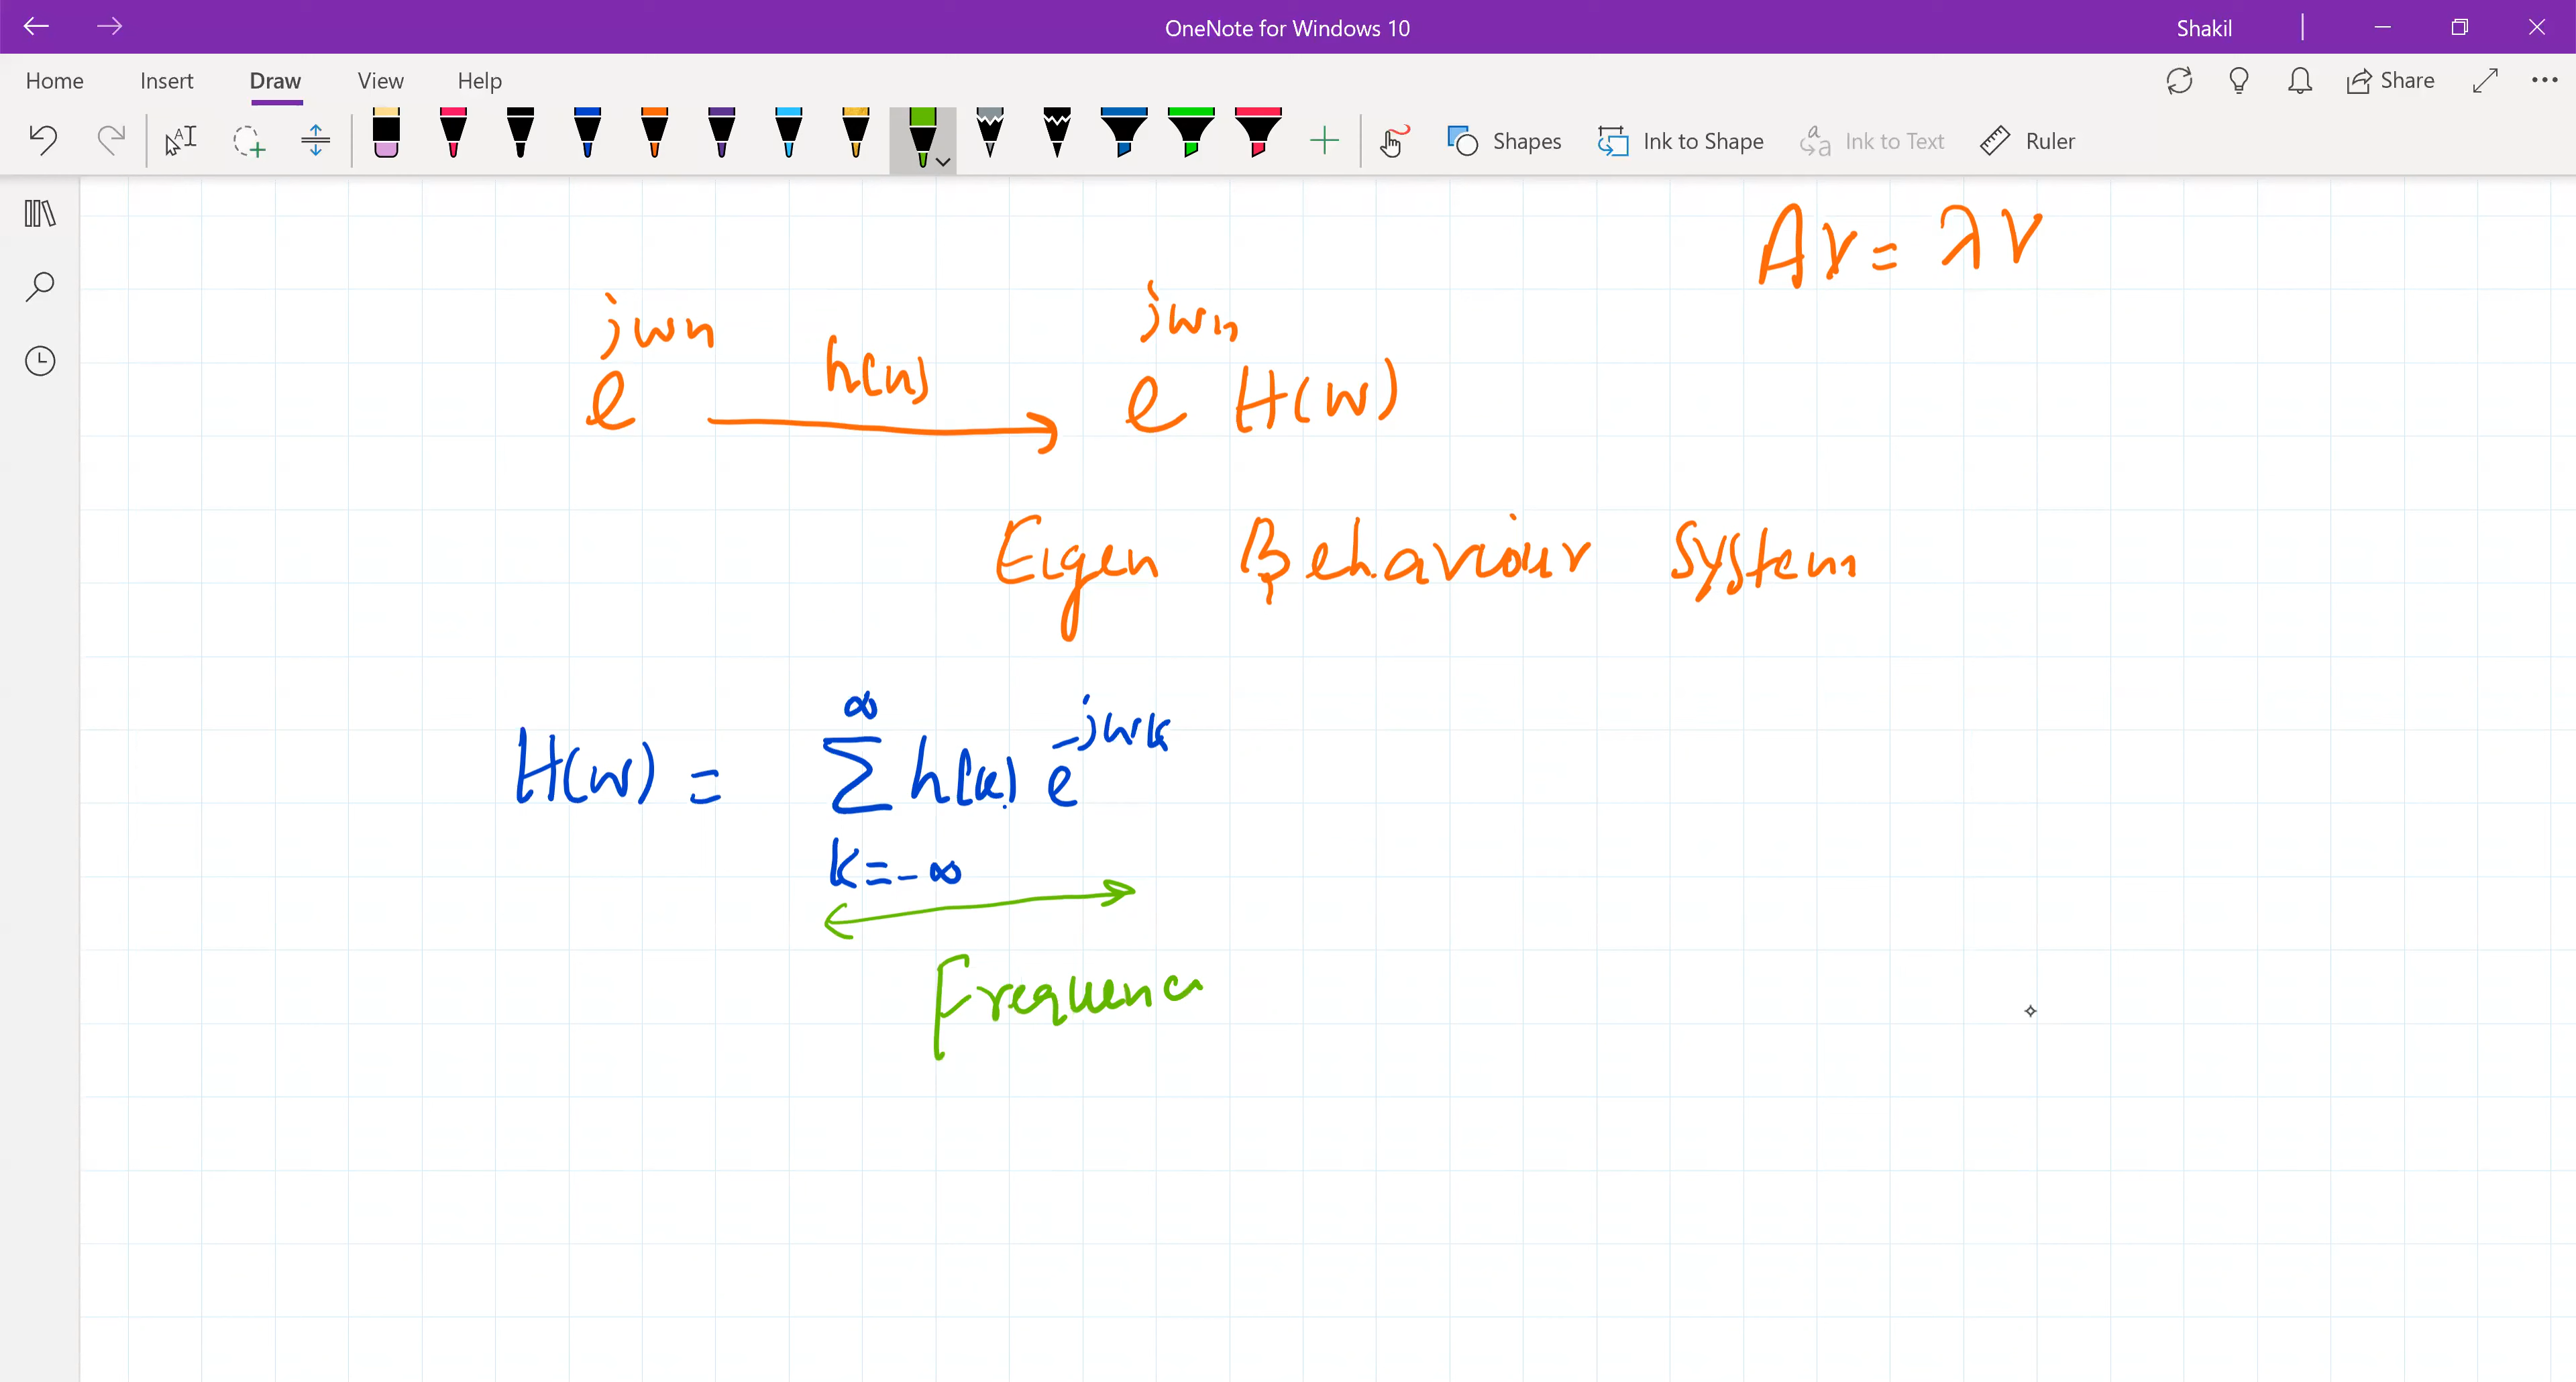 OneNote for Windows 10
Shakil
Home Insert Draw View Help
Share
Shapes Ink to Shape Ink to Text Ruler
Av = λv
e^{jwn} h(n) → e^{jwn} H(w)
Eigen Behaviour System
H(w) = ∑_{k=-∞}^{∞} h(k) e^{-jwk}
Frequenc